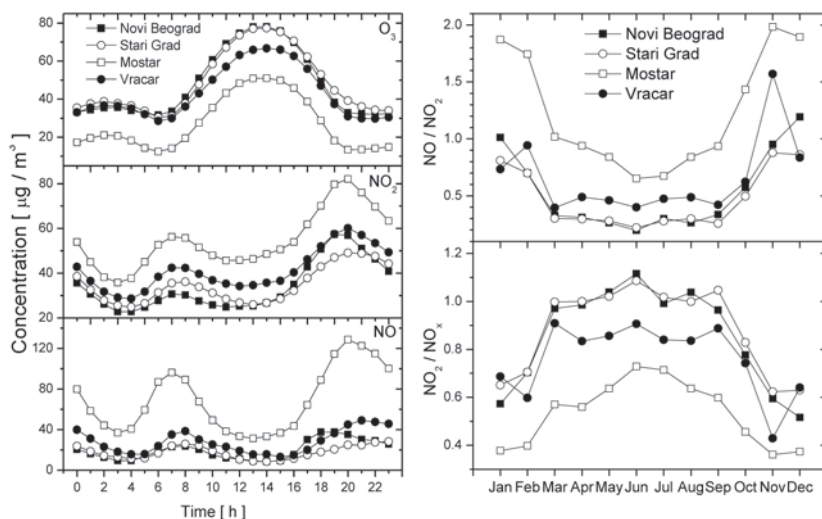 Concentration [ µg / m³ ]
80
60
40
20
0
Novi Beograd
Stari Grad
Mostar
Vracar
O₃
80
60
40
20
NO₂
120
80
40
0
NO
0 2 4 6 8 10 12 14 16 18 20 22
Time [ h ]
NO / NO₂
2.0
1.5
1.0
0.5
Novi Beograd
Stari Grad
Mostar
Vracar
NO₂ / NOₓ
1.2
1.0
0.8
0.6
0.4
Jan Feb Mar Apr May Jun Jul Aug Sep Oct Nov Dec